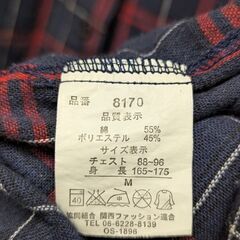 品番 8170
品質表示
綿 55%
ポリエステル 45%
サイズ表示
チェスト 88-96
身長 165-175
M
40
協同組合 関西ファッション連合
TEL 06-6228-8139
OS-1896